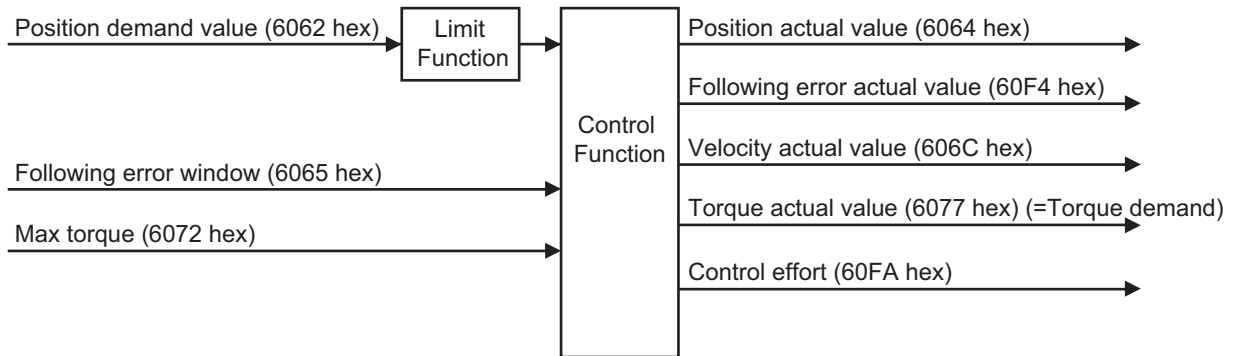 Position demand value (6062 hex)
Limit
Function
Position actual value (6064 hex)
Following error actual value (60F4 hex)
Control
Function
Velocity actual value (606C hex)
Following error window (6065 hex)
Torque actual value (6077 hex) (=Torque demand)
Max torque (6072 hex)
Control effort (60FA hex)